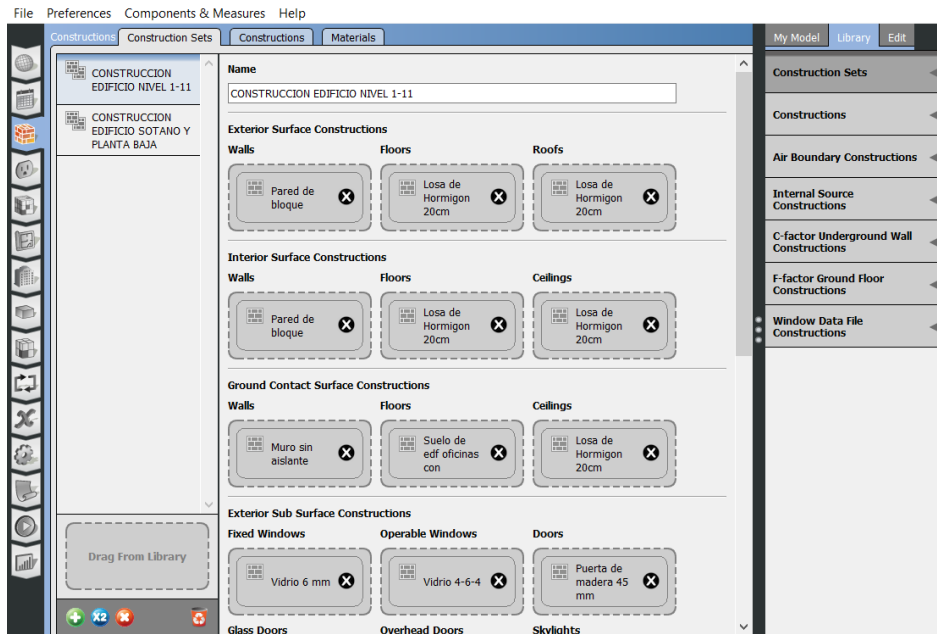 File Preferences Components & Measures Help
Constructions Construction Sets Constructions Materials
My Model Library Edit
CONSTRUCCION
EDIFICIO NIVEL 1-11
CONSTRUCCION
EDIFICIO SOTANO Y
PLANTA BAJA
Drag From Library
X2
Name
CONSTRUCCION EDIFICIO NIVEL 1-11
Exterior Surface Constructions
Walls Floors Roofs
Pared de
bloque
Losa de
Hormigon
20cm
Losa de
Hormigon
20cm
Interior Surface Constructions
Walls Floors Ceilings
Pared de
bloque
Losa de
Hormigon
20cm
Losa de
Hormigon
20cm
Ground Contact Surface Constructions
Walls Floors Ceilings
Muro sin
aislante
Suelo de
edf oficinas
con
Losa de
Hormigon
20cm
Exterior Sub Surface Constructions
Fixed Windows Operable Windows Doors
Vidrio 6 mm
Vidrio 4-6-4
Puerta de
madera 45
mm
Glass Doors Overhead Doors Skylights
Construction Sets
Constructions
Air Boundary Constructions
Internal Source
Constructions
C-factor Underground Wall
Constructions
F-factor Ground Floor
Constructions
Window Data File
Constructions